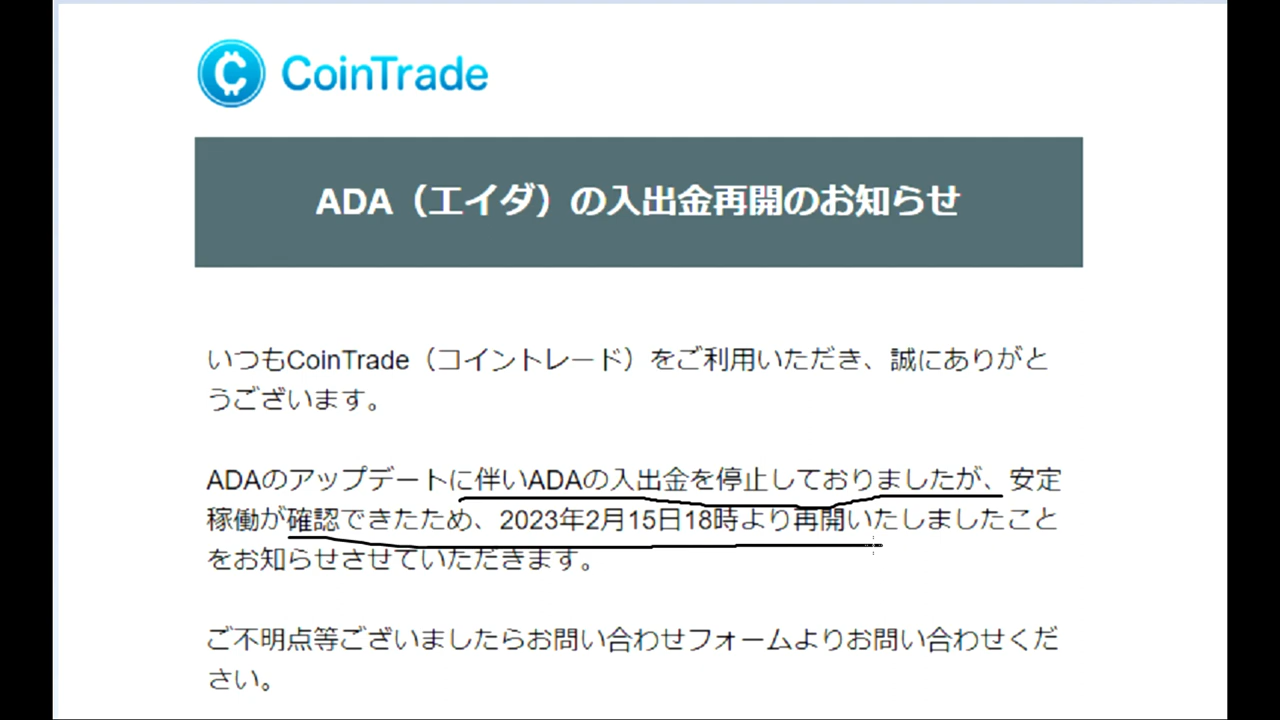 CoinTrade
ADA（エイダ）の入出金再開のお知らせ
いつもCoinTrade（コイントレード）をご利用いただき、誠にありがと
うございます。
ADAのアップデートに伴いADAの入出金を停止しておりましたが、安定
稼働が確認できたため、2023年2月15日18時より再開いたしましたこと
をお知らせさせていただきます。
ご不明点等ございましたらお問い合わせフォームよりお問い合わせくだ
さい。